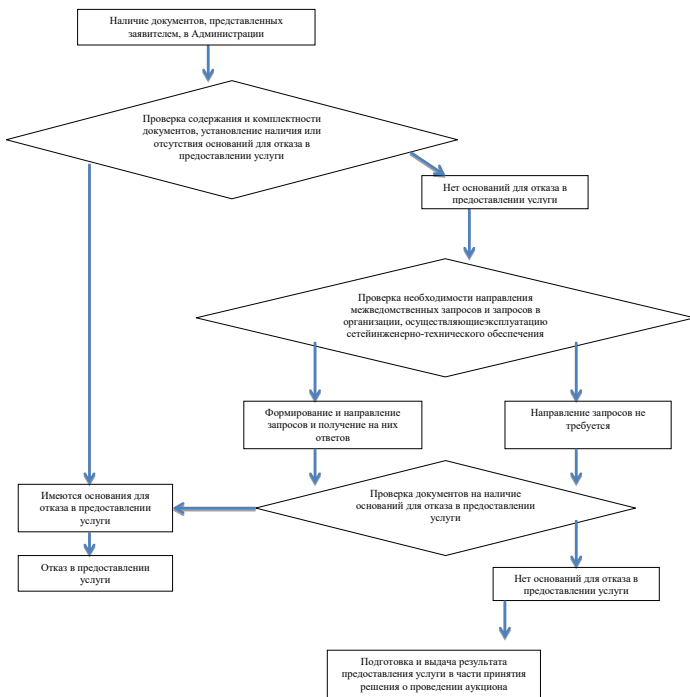 Наличие документов, представленных
заявителем, в Администрации
Проверка содержания и комплектности
документов, установление наличия или
отсутствия оснований для отказа в
предоставлении услуги
Нет оснований для отказа в
предоставлении услуги
Проверка необходимости направления
межведомственных запросов и запросов в
организации, осуществляющиеэксплуатацию
сетейинженерно-технического обеспечения
Формирование и направление
запросов и получение на них
ответов
Направление запросов не
требуется
Имеются основания для
отказа в предоставлении
услуги
Проверка документов на наличие
оснований для отказа в предоставлении
услуги
Отказ в предоставлении
услуги
Нет оснований для отказа в
предоставлении услуги
Подготовка и выдача результата
предоставления услуги в части принятия
решения о проведении аукциона